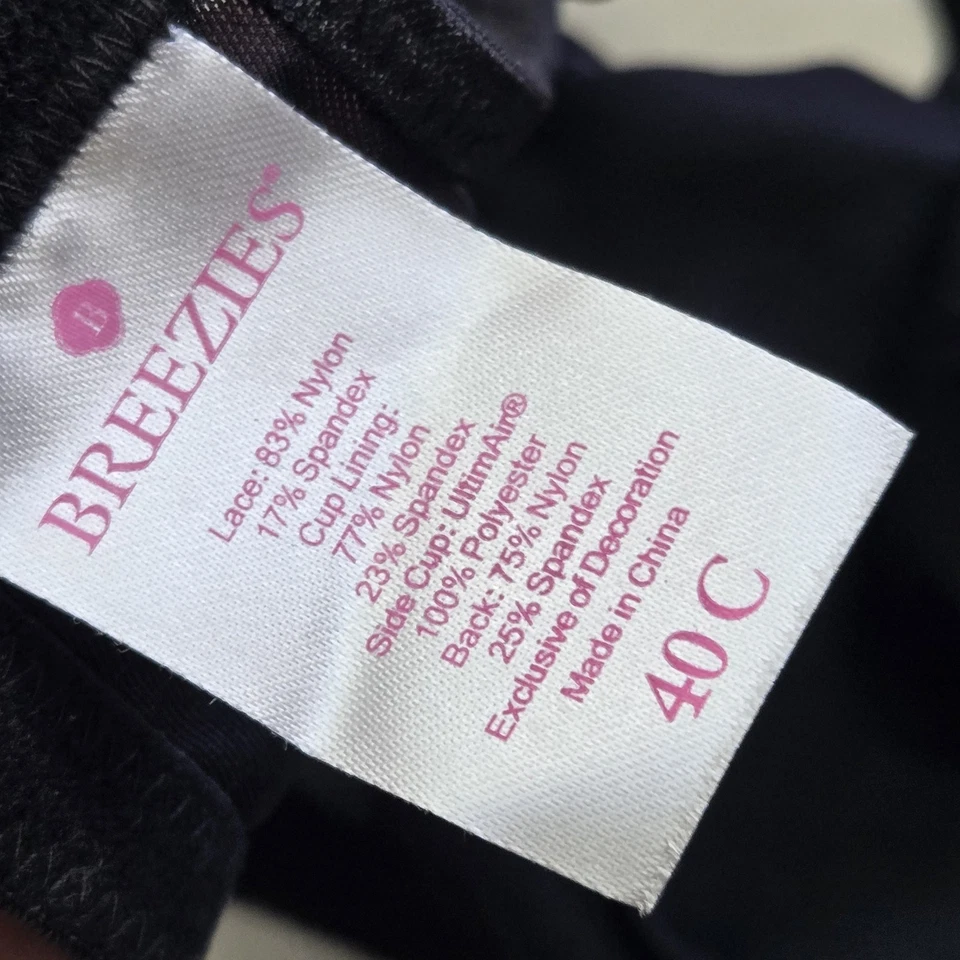 B
BREEZIES®
Lace: 83% Nylon
17% Spandex
Cup Lining:
77% Nylon
23% Spandex
Side Cup: UltimAir®
100% Polyester
Back: 75% Nylon
25% Spandex
Exclusive of Decoration
Made in China
40 C